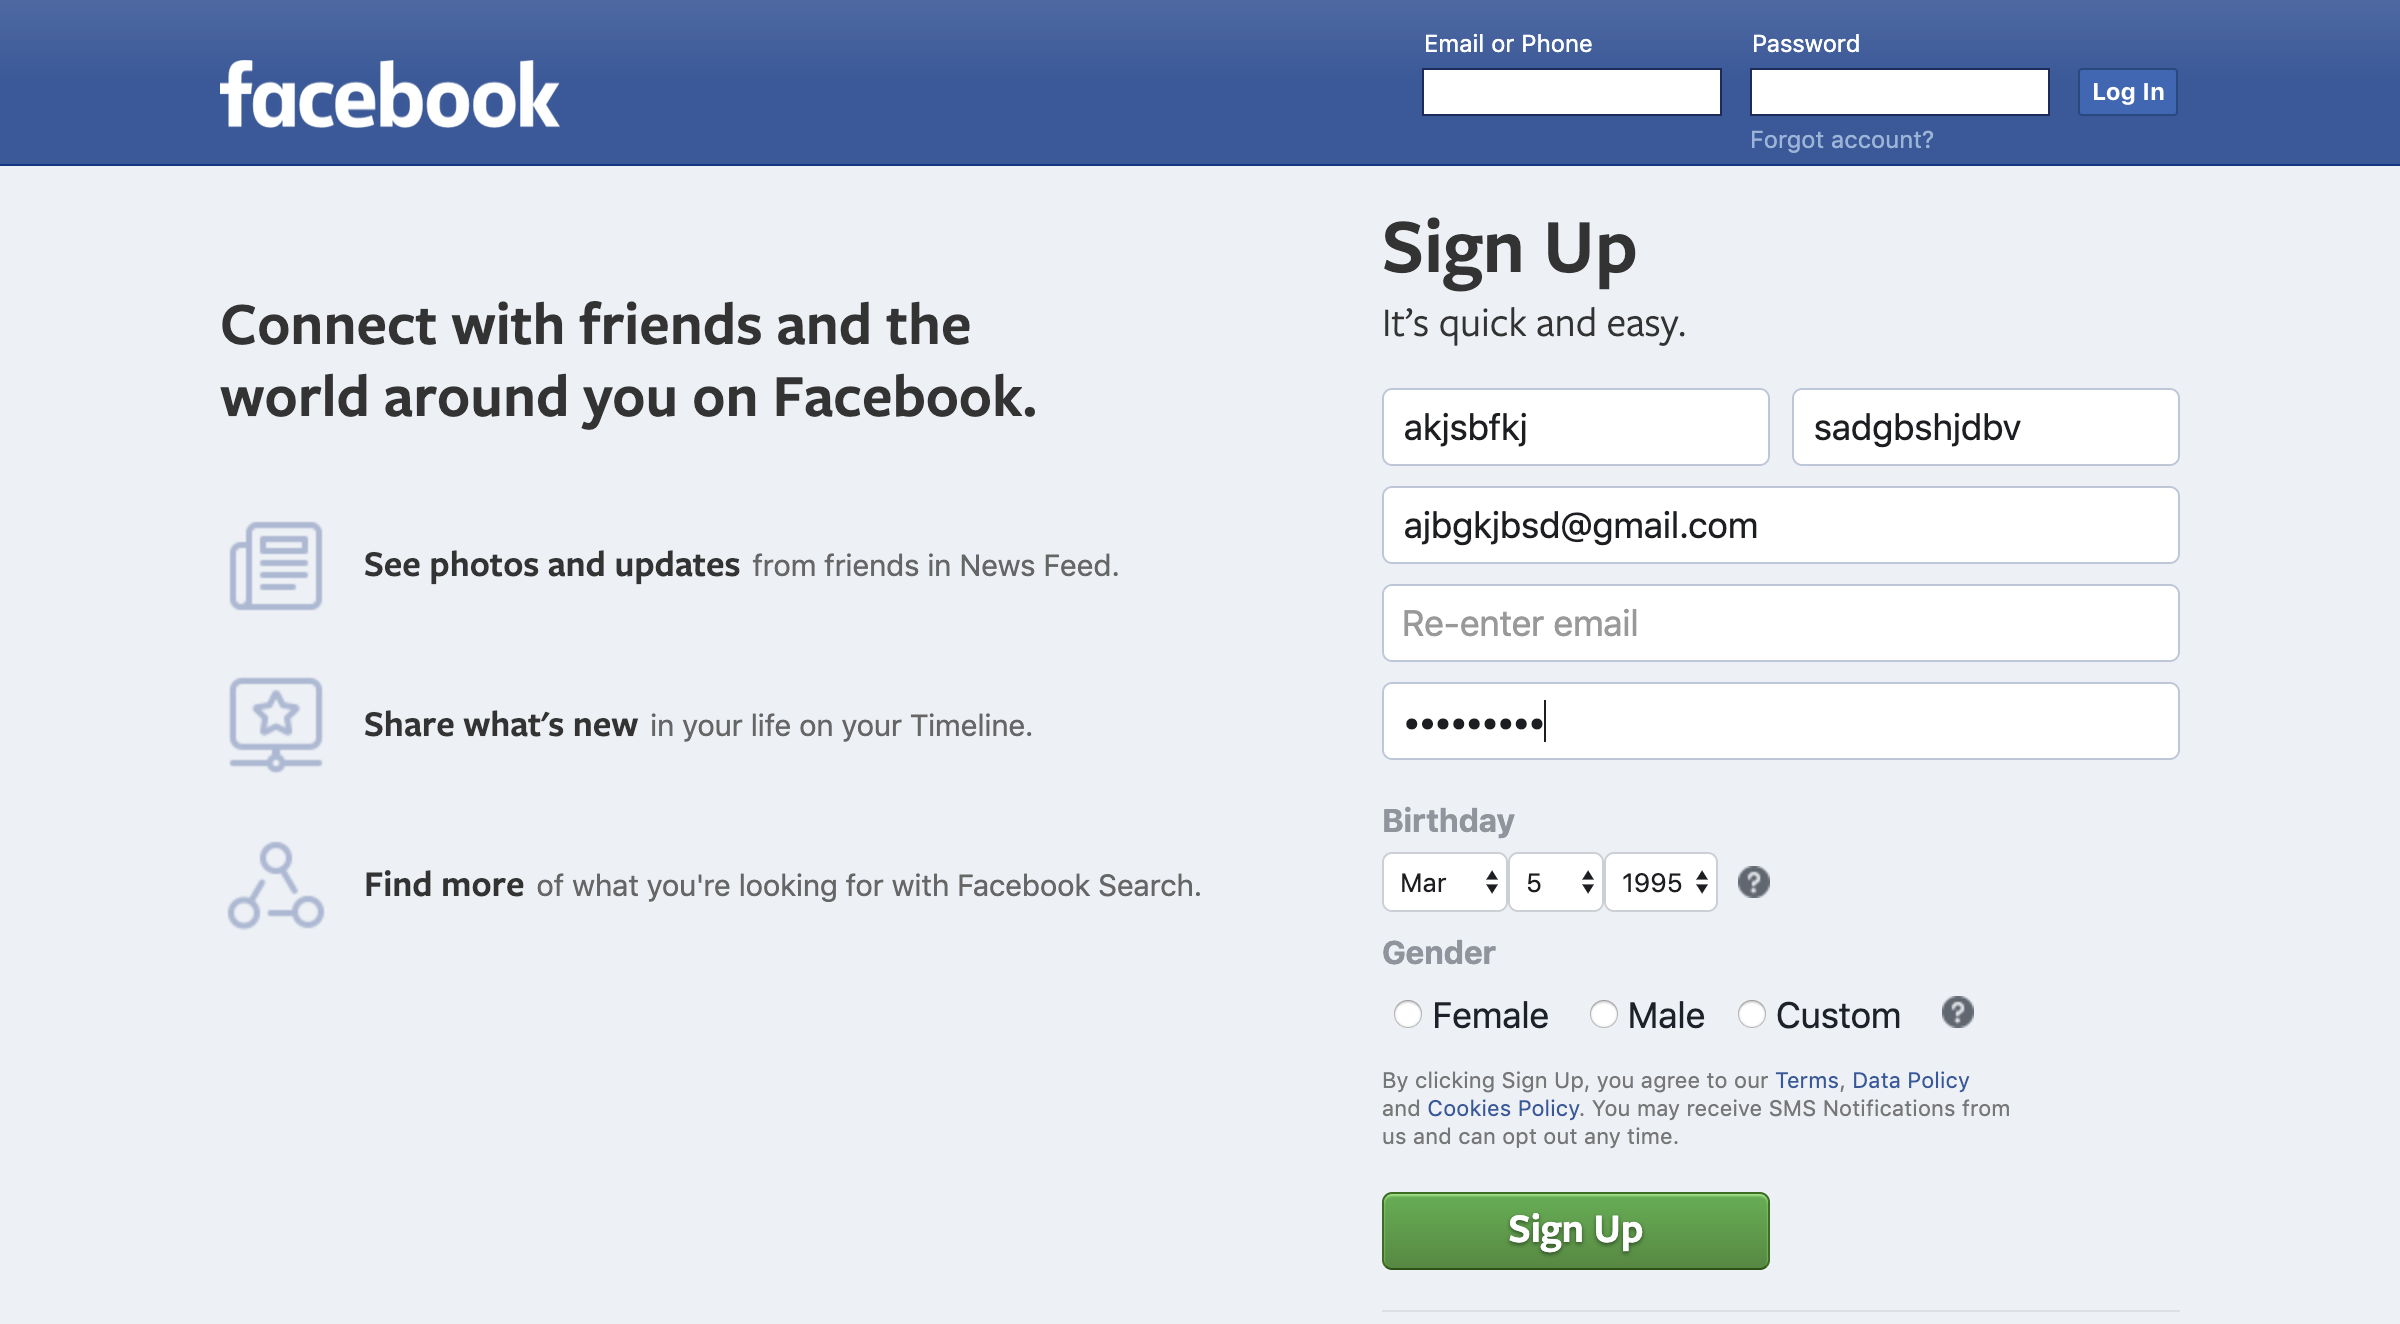 facebook
Email or Phone
Password
Log In
Forgot account?
Connect with friends and the
world around you on Facebook.
See photos and updates from friends in News Feed.
Share what's new in your life on your Timeline.
Find more of what you're looking for with Facebook Search.
Sign Up
It's quick and easy.
akjsbfkj
sadgbshjdbv
ajbgkjbsd@gmail.com
Re-enter email
•••••••••
Birthday
Mar 5 1995 ?
Gender
Female Male Custom ?
By clicking Sign Up, you agree to our Terms, Data Policy
and Cookies Policy. You may receive SMS Notifications from
us and can opt out any time.
Sign Up